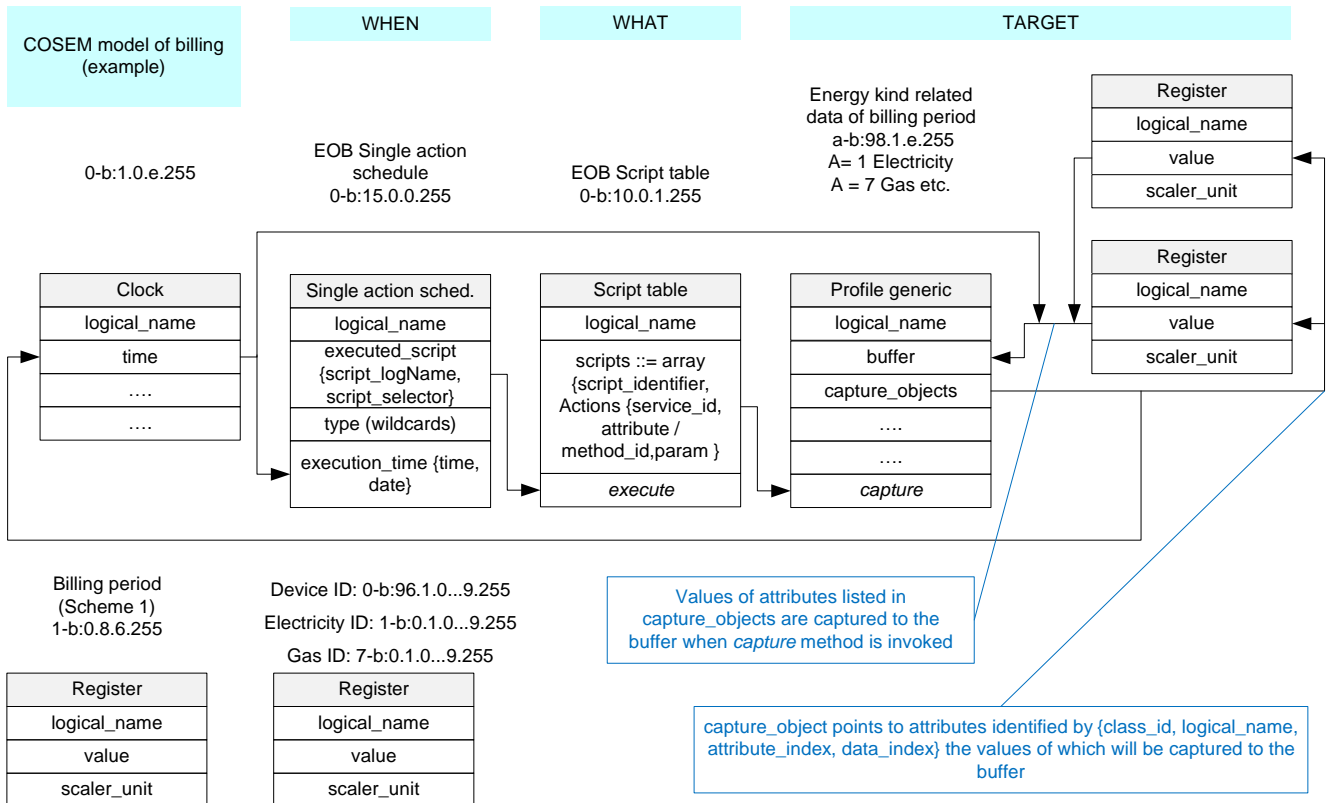 COSEM model of billing
(example)
WHEN
WHAT
TARGET
0-b:1.0.e.255
EOB Single action
schedule
0-b:15.0.0.255
EOB Script table
0-b:10.0.1.255
Energy kind related
data of billing period
a-b:98.1.e.255
A= 1 Electricity
A = 7 Gas etc.
Register
logical_name
value
scaler_unit
Register
logical_name
value
scaler_unit
Clock
logical_name
time
....
....
Single action sched.
logical_name
executed_script
{script_logName,
script_selector}
type (wildcards)
execution_time {time,
date}
Script table
logical_name
scripts ::= array
{script_identifier,
Actions {service_id,
attribute /
method_id,param }
execute
Profile generic
logical_name
buffer
capture_objects
....
....
capture
Billing period
(Scheme 1)
1-b:0.8.6.255
Register
logical_name
value
scaler_unit
Device ID: 0-b:96.1.0...9.255
Electricity ID: 1-b:0.1.0...9.255
Gas ID: 7-b:0.1.0...9.255
Register
logical_name
value
scaler_unit
Values of attributes listed in
capture_objects are captured to the
buffer when capture method is invoked
capture_object points to attributes identified by {class_id, logical_name,
attribute_index, data_index} the values of which will be captured to the
buffer